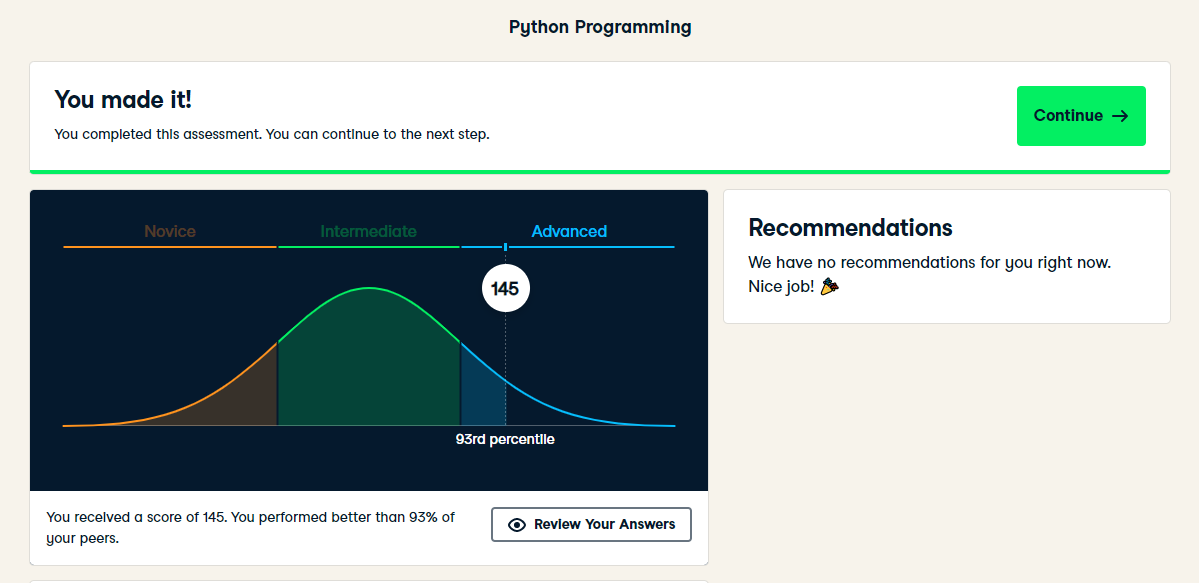 Python Programming
You made it!
You completed this assessment. You can continue to the next step.
Continue →
Novice
Intermediate
Advanced
145
93rd percentile
You received a score of 145. You performed better than 93% of
your peers.
Review Your Answers
Recommendations
We have no recommendations for you right now.
Nice job! 🎉